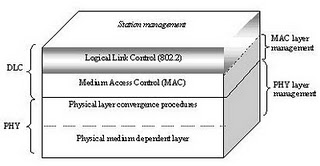 Station management
Logical Link Control (802.2)
Medium Access Control (MAC)
Physical layer convergence procedures
Physical medium dependent layer
DLC
PHY
MAC layer
management
PHY layer
management